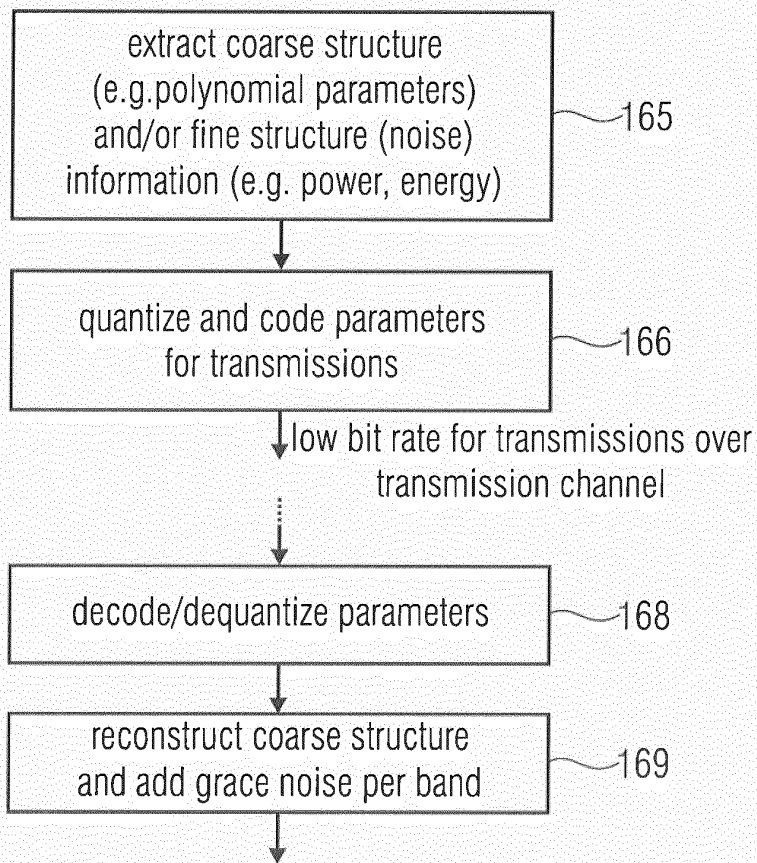 extract coarse structure
(e.g.polynomial parameters)
and/or fine structure (noise)
information (e.g. power, energy)
165
quantize and code parameters
for transmissions
166
low bit rate for transmissions over
transmission channel
decode/dequantize parameters
168
reconstruct coarse structure
and add grace noise per band
169